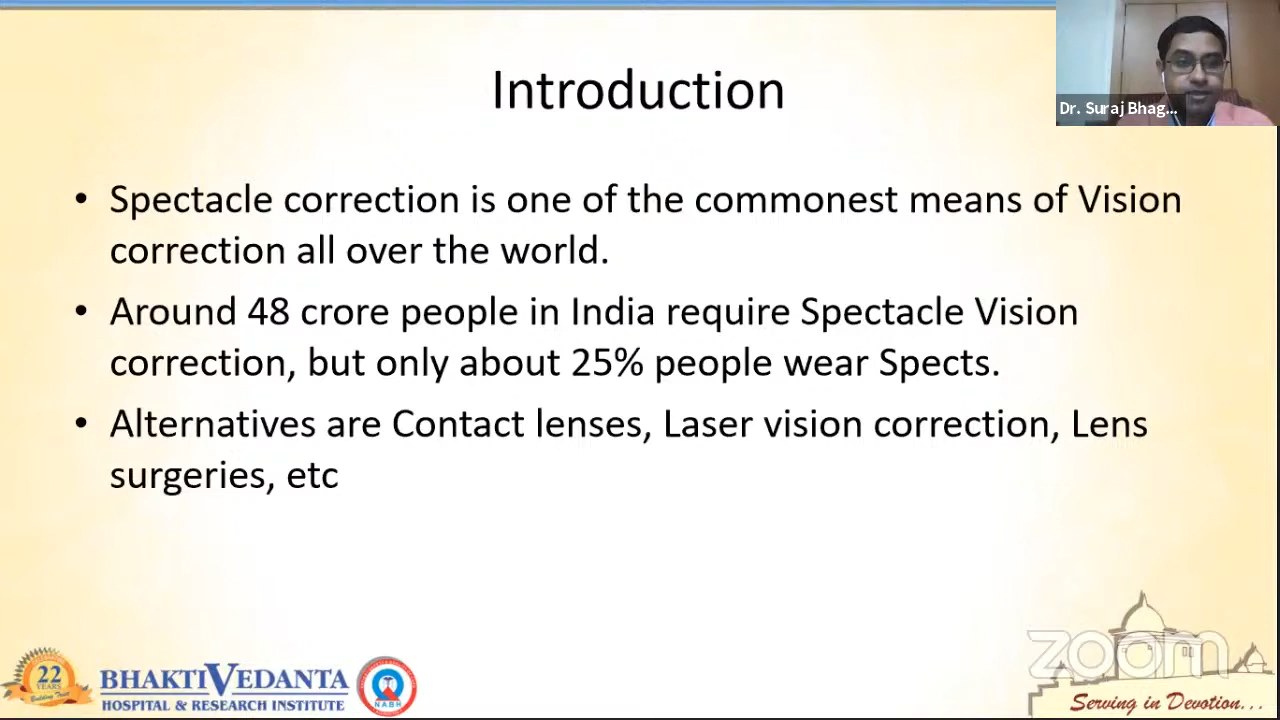 Introduction
Dr. Suraj Bhag...
• Spectacle correction is one of the commonest means of Vision
correction all over the world.
• Around 48 crore people in India require Spectacle Vision
correction, but only about 25% people wear Spects.
• Alternatives are Contact lenses, Laser vision correction, Lens
surgeries, etc
zoom
22
YEARS
Building Trust
BHAKTIVEDANTA
HOSPITAL & RESEARCH INSTITUTE
NABH
Serving in Devotion...